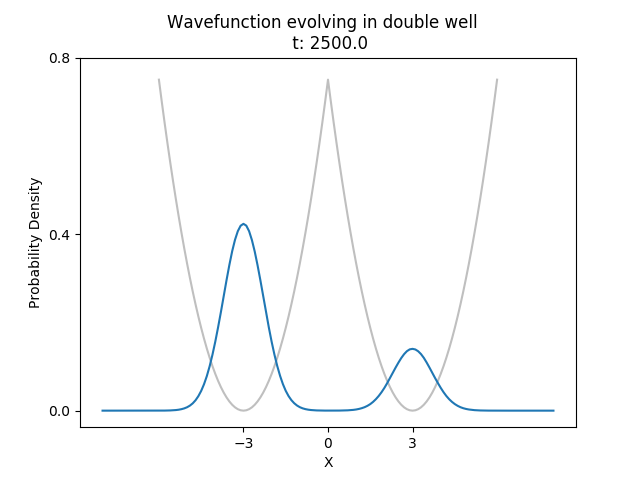 Wavefunction evolving in double well
t: 2500.0
0.8
0.4
0.0
Probability Density
−3 0 3
X